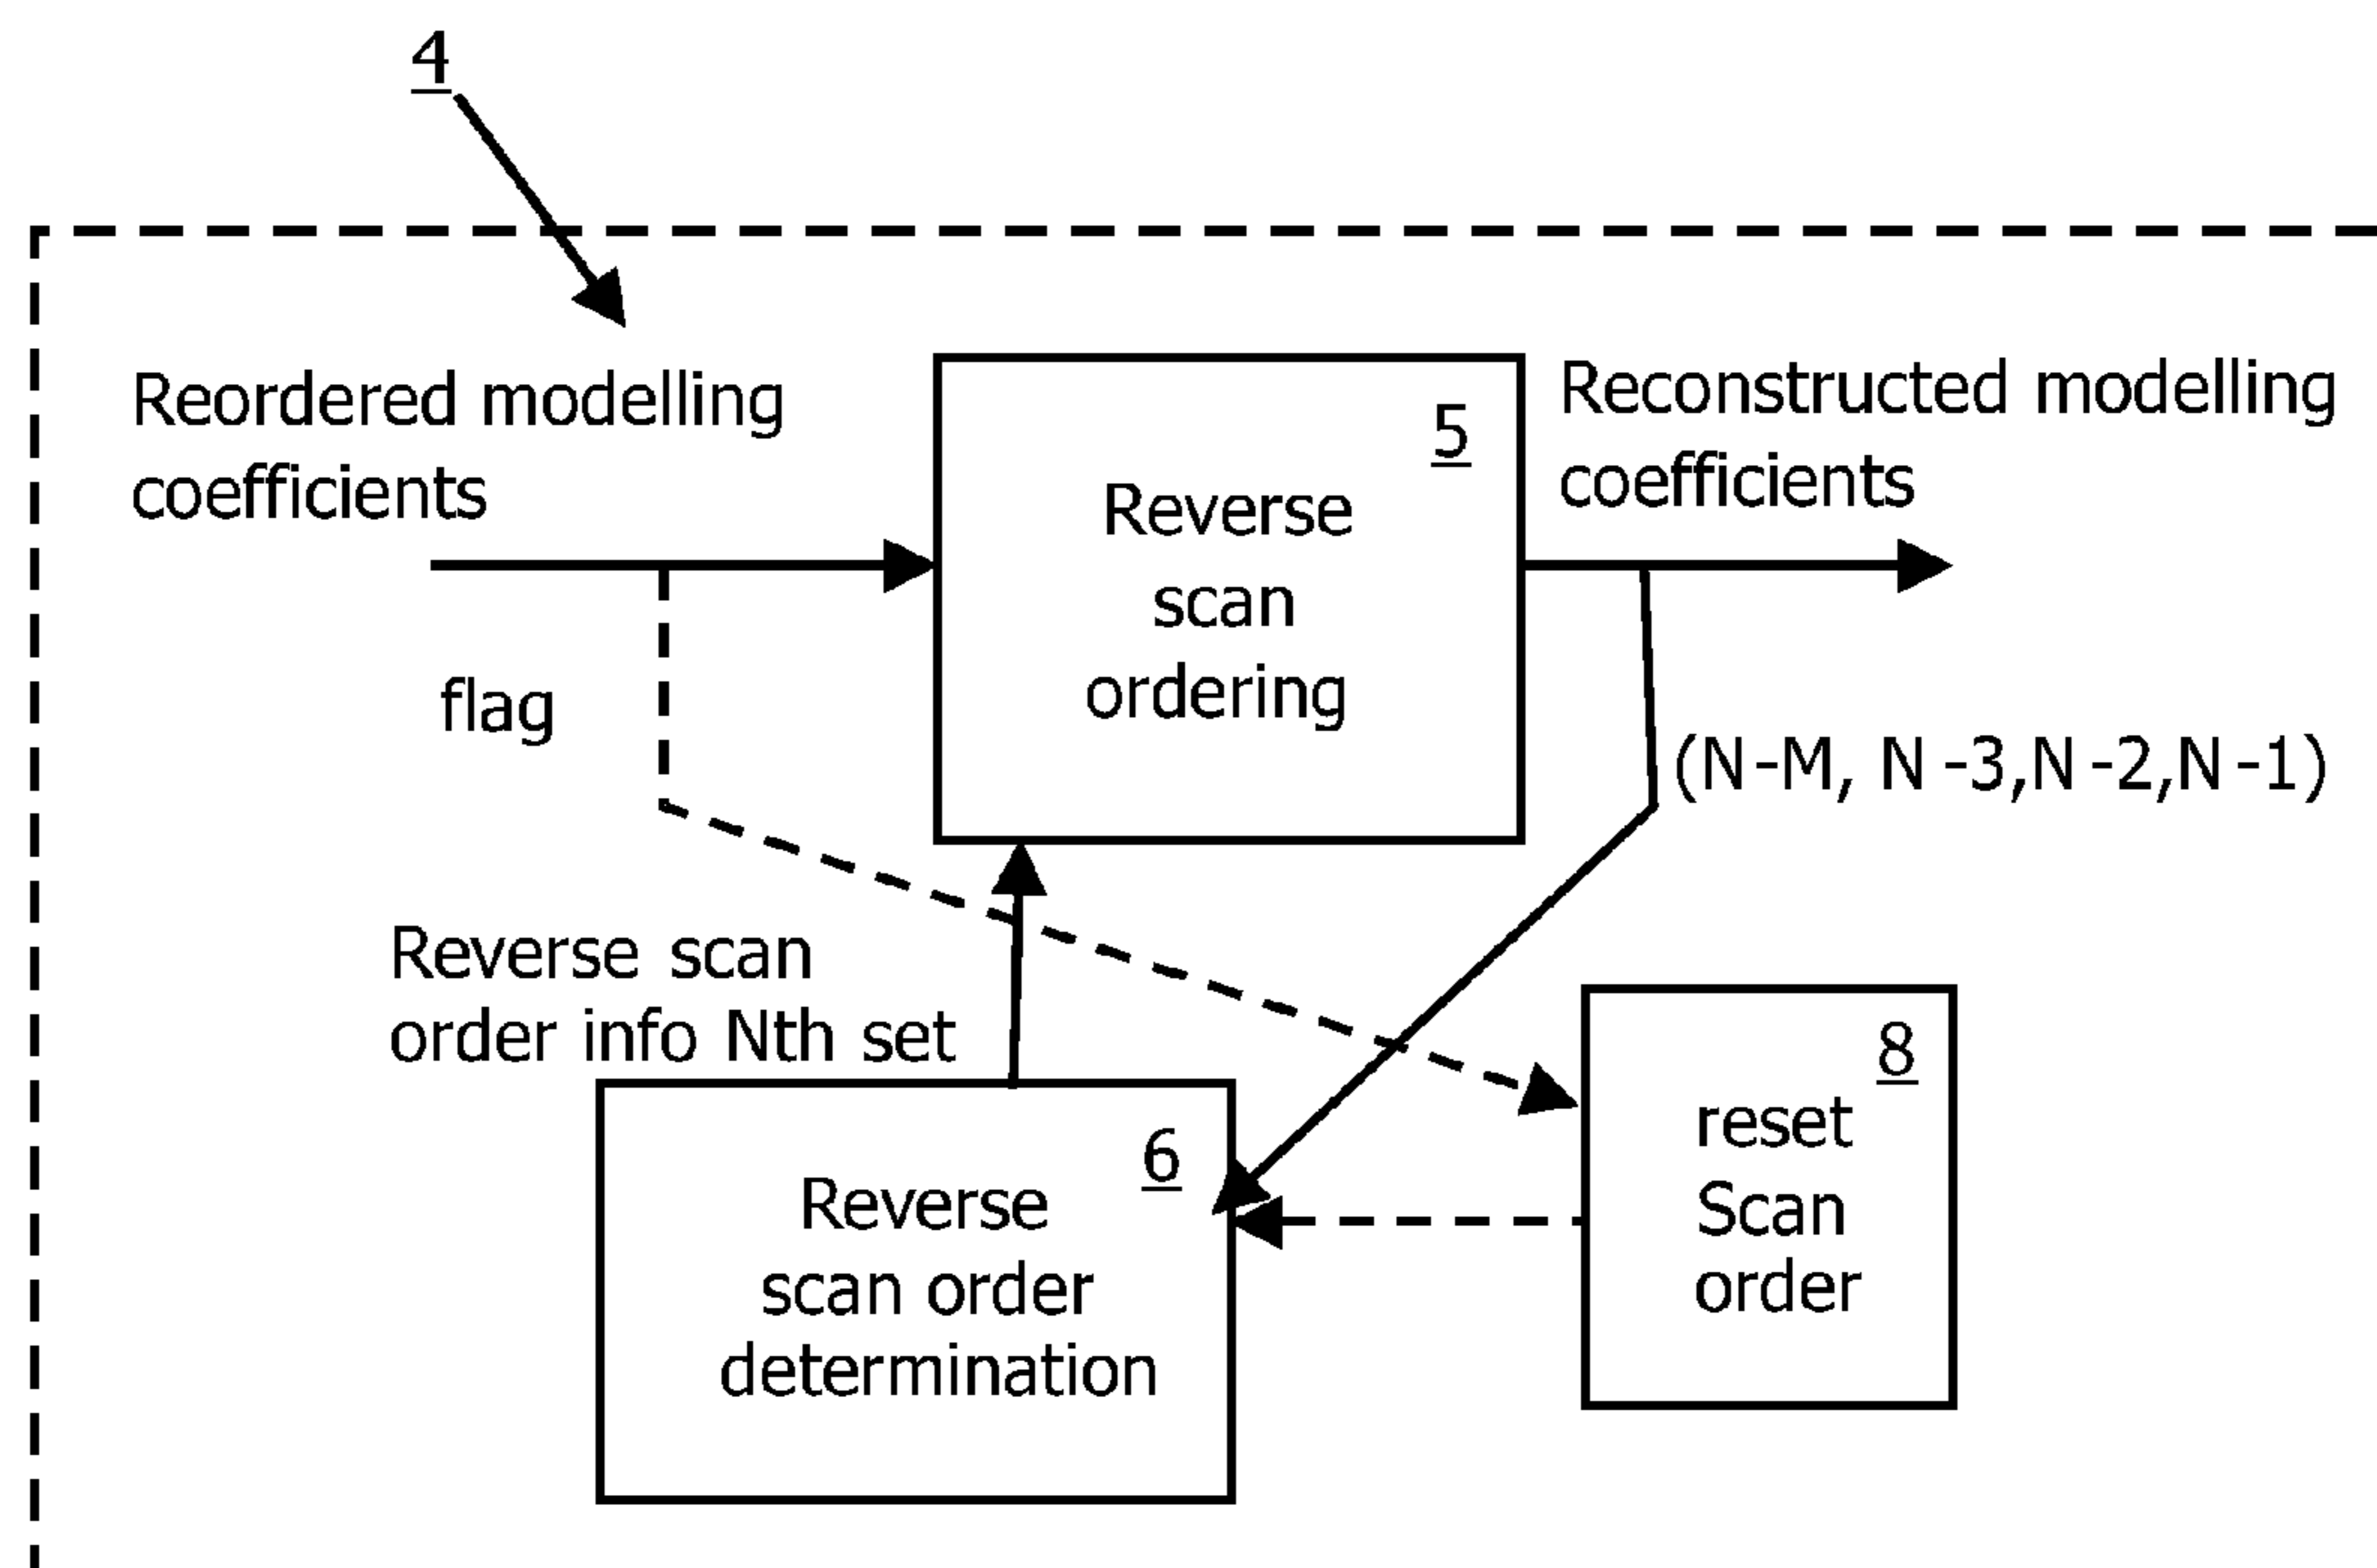 4
Reordered modelling
coefficients
5
Reverse
scan
ordering
Reconstructed modelling
coefficients
flag
(N-M, N-3,N-2,N-1)
Reverse scan
order info Nth set
6
Reverse
scan order
determination
8
reset
Scan
order